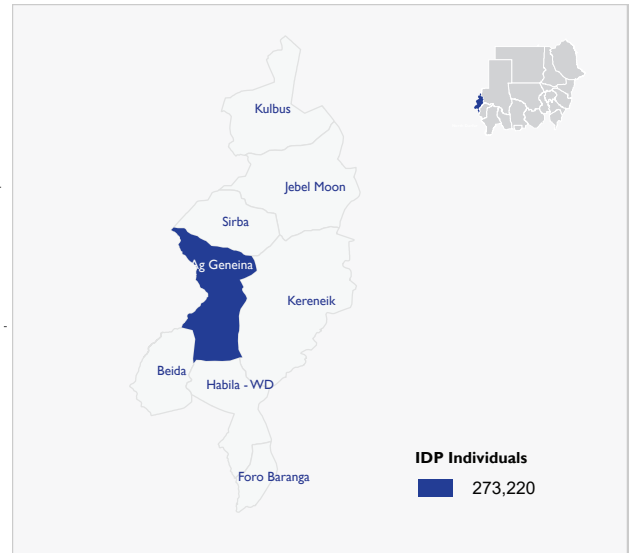 Kulbus
Jebel Moon
Sirba
Ag Geneina
Kereneik
Beida
Habila - WD
Foro Baranga
IDP Individuals
273,220